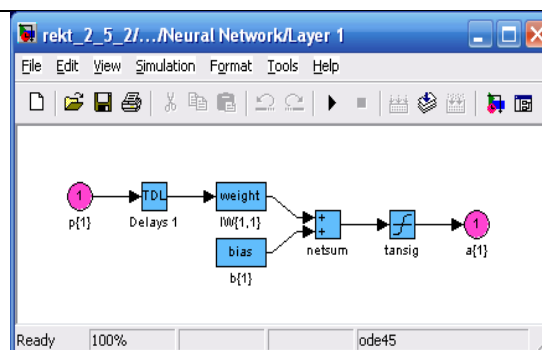 rekt_2_5_2/.../Neural Network/Layer 1
File Edit View Simulation Format Tools Help
1 TDL weight + + 1
p{1} Delays 1 IW{1,1} netsum tansig a{1}
bias
b{1}
Ready 100% ode45